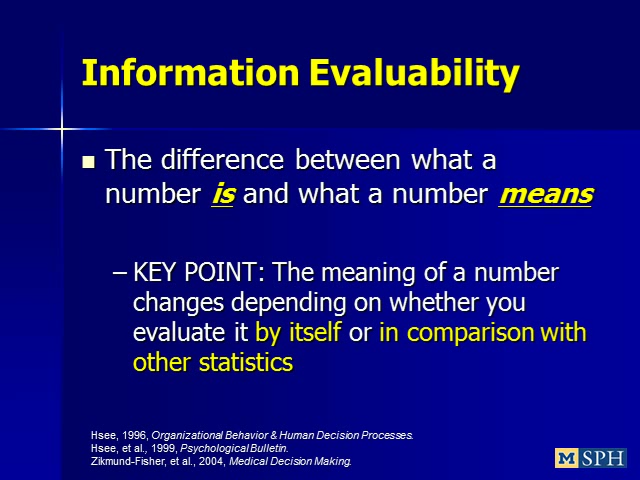 Information Evaluability
The difference between what a
number is and what a number means
– KEY POINT: The meaning of a number
changes depending on whether you
evaluate it by itself or in comparison with
other statistics
Hsee, 1996, Organizational Behavior & Human Decision Processes.
Hsee, et al., 1999, Psychological Bulletin.
Zikmund-Fisher, et al., 2004, Medical Decision Making.
M SPH